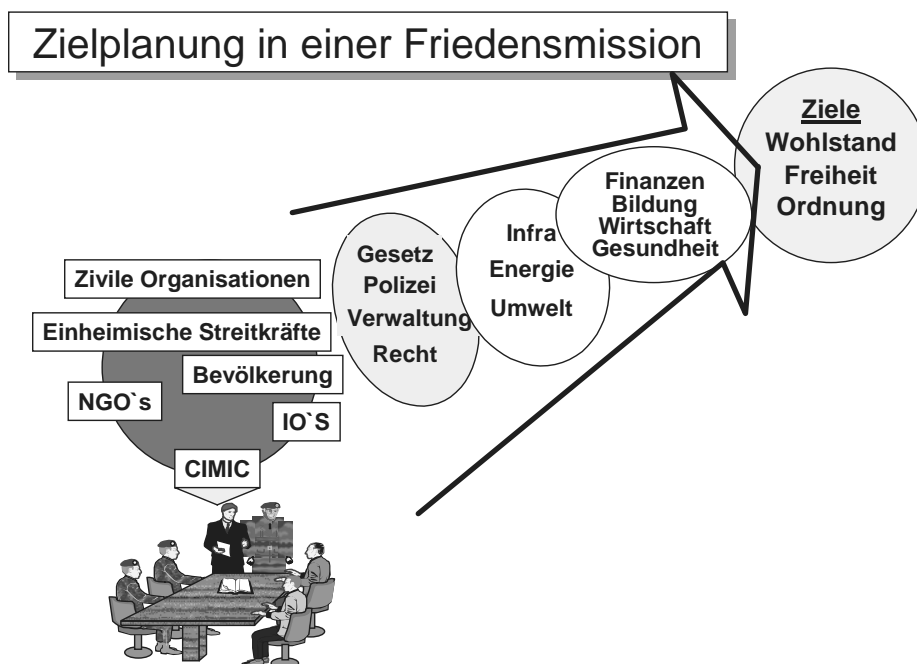 Zielplanung in einer Friedensmission
Ziele
Wohlstand
Freiheit
Ordnung
Finanzen
Bildung
Wirtschaft
Gesundheit
Infra
Energie
Umwelt
Gesetz
Polizei
Verwaltung
Recht
Zivile Organisationen
Einheimische Streitkräfte
Bevölkerung
NGO`s
IO`S
CIMIC